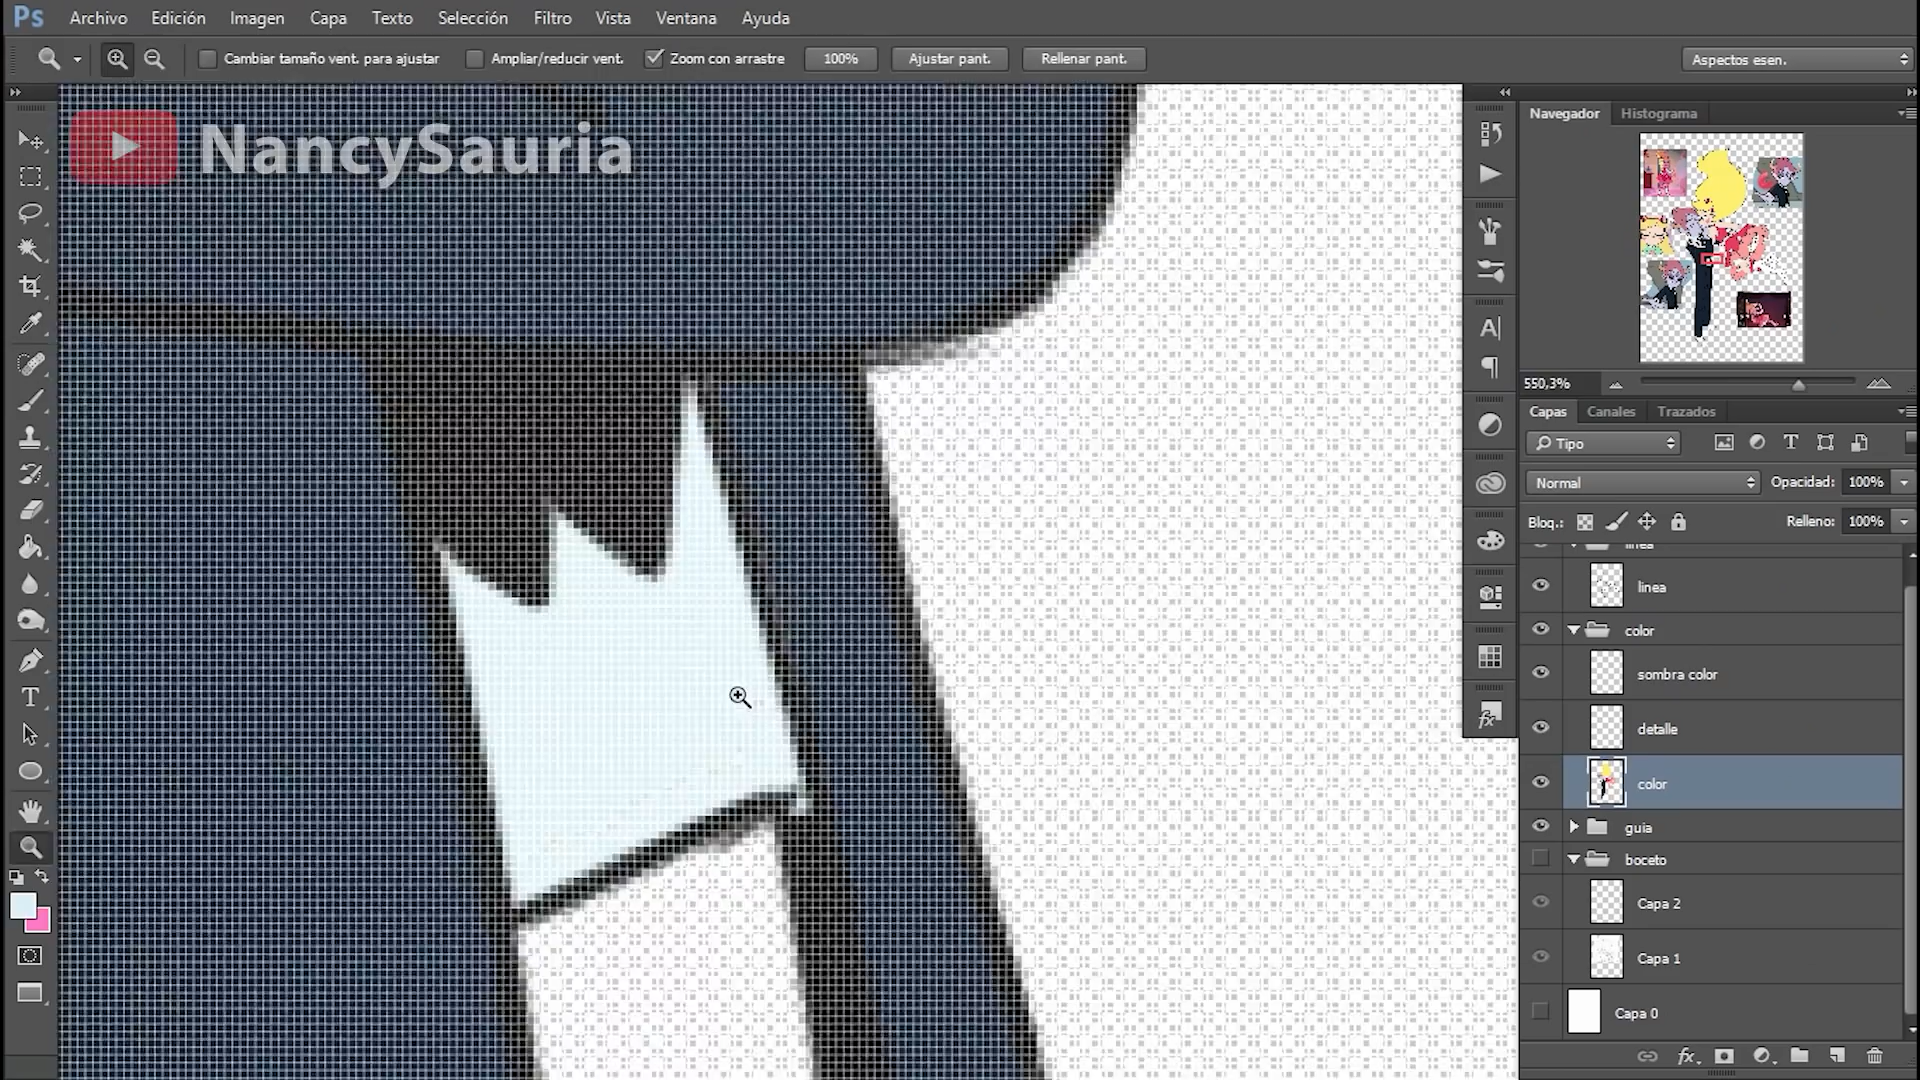 Ps Archivo Edición Imagen Capa Texto Selección Filtro Vista Ventana Ayuda
Cambiar tamaño vent. para ajustar Ampliar/reducir vent. Zoom con arrastre 100% Ajustar pant. Rellenar pant. Aspectos esen.
NancySauria
Navegador Histograma
550,3%
Capas Canales Trazados
Tipo
Normal Opacidad: 100%
Bloq.: Relleno: 100%
linea
linea
color
sombra color
detalle
color
guia
boceto
Capa 2
Capa 1
Capa 0
fx